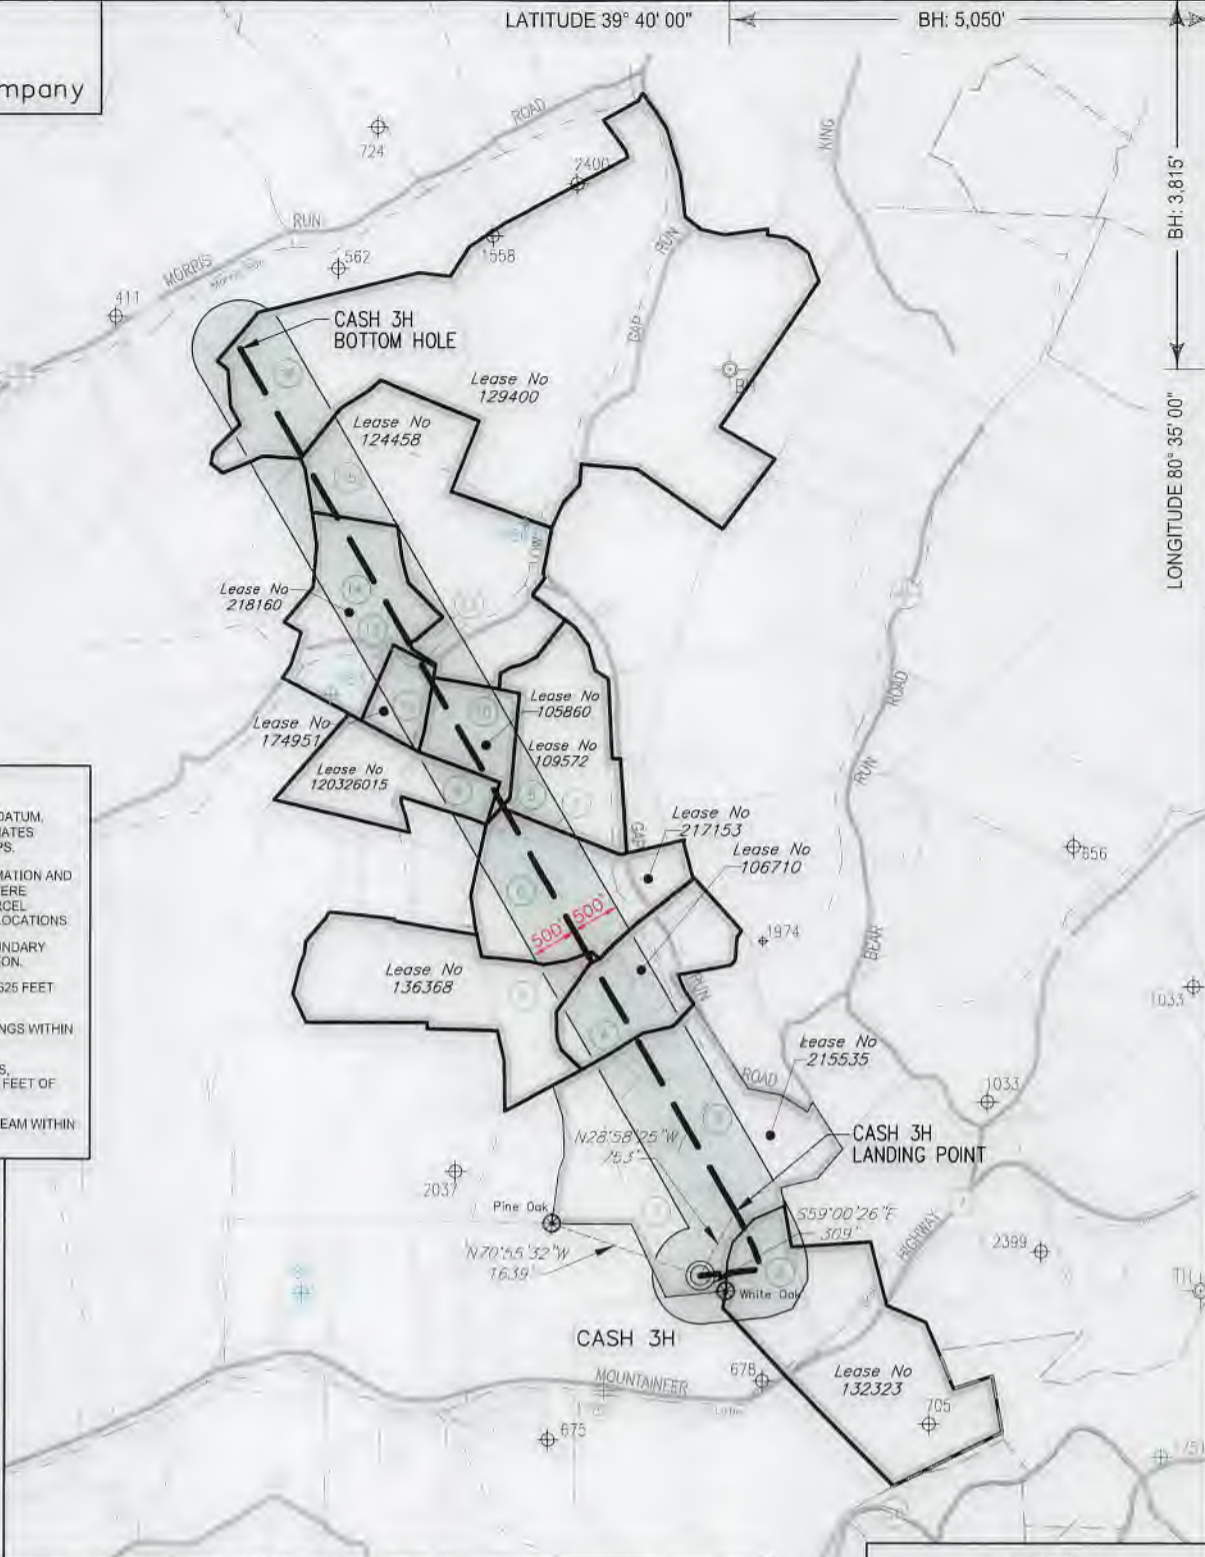 LATITUDE 39° 40' 00"
BH: 5,050'
mpany
ROAD
724
2400
KING
BH: 3,815'
RUN
1558
562
RUN
MORRIS
411
CASH 3H
BOTTOM HOLE
GAP
Lease No
129400
BH
Lease No
124458
LONGITUDE 80° 35' 00"
LOW
Lease No
218160
ROAD
Lease No
105860
Lease No
174951
Lease No
109572
RUN
Lease No
120326015
DATUM.
NATES
PS.
Lease No
217153
GAP
Lease No
106710
656
MATION AND
ERE
RCEL
LOCATIONS
500' 500'
1974
BEAR
NDARY
ON.
Lease No
136368
625 FEET
RUN
1033
NGS WITHIN
Lease No
215535
S,
FEET OF
ROAD
1033
EAM WITHIN
N28°58'25"W
753'
CASH 3H
LANDING POINT
2037
Pine Oak
S59°00'26"E
309'
HIGHWAY
2399
N70°55'32"W
1639'
White Oak
CASH 3H
678
MOUNTAINEER
Lease No
132323
705
675